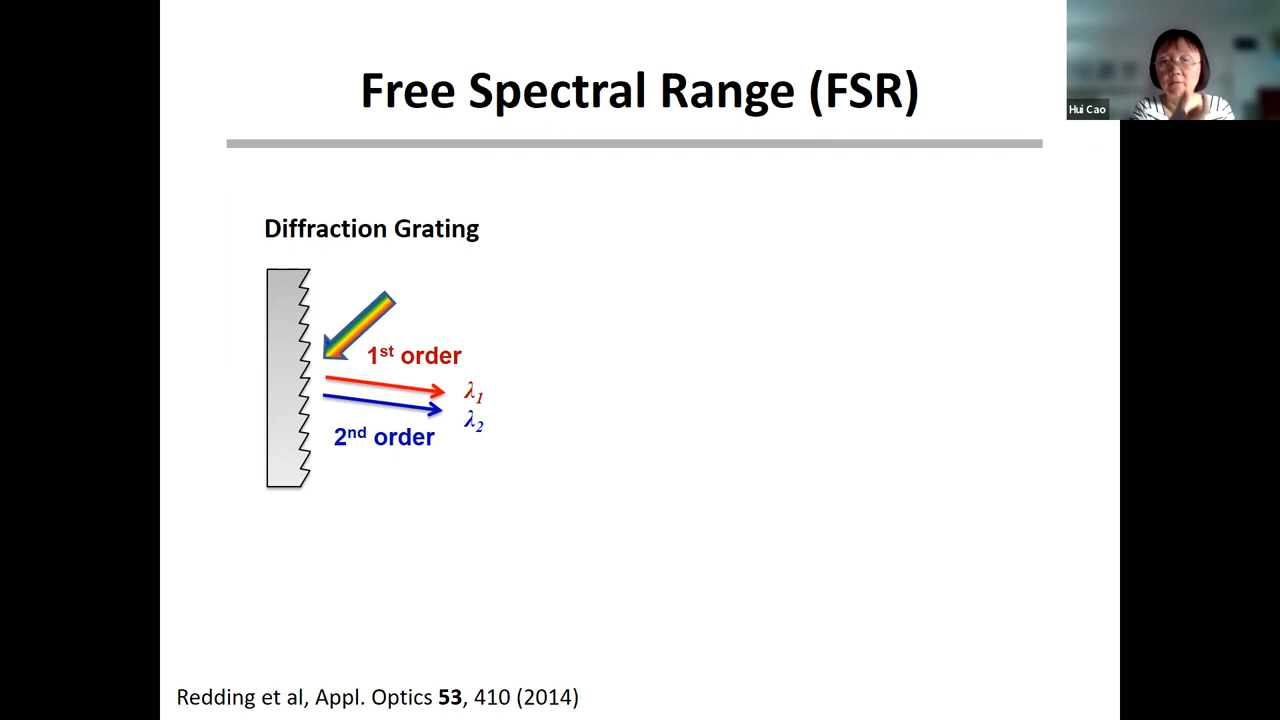 Free Spectral Range (FSR)
Hui Cao
Diffraction Grating
1st order
λ1
λ2
2nd order
Redding et al, Appl. Optics 53, 410 (2014)